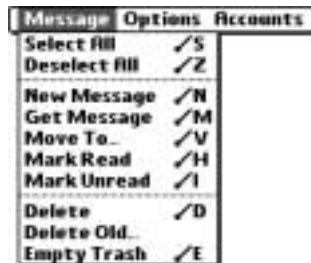 Message Options Accounts
Select All /S
Deselect All /Z
New Message /N
Get Message /M
Move To... /V
Mark Read /H
Mark Unread /I
Delete /D
Delete Old...
Empty Trash /E